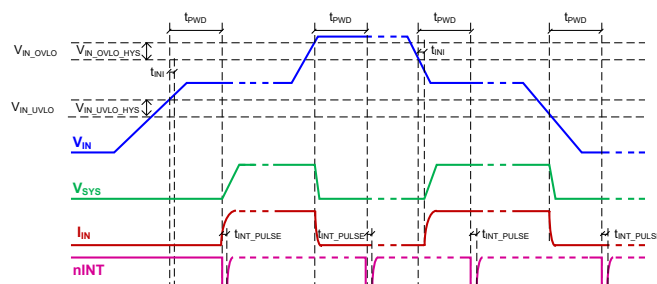 tPWD tPWD tPWD tPWD
VIN_OVLO VIN_OVLO_HYS tINI
tINI
VIN_UVLO VIN_UVLO_HYS
VIN
VSYS
IIN
tINT_PULSE tINT_PULSE tINT_PULSE tINT_PULSE
nINT